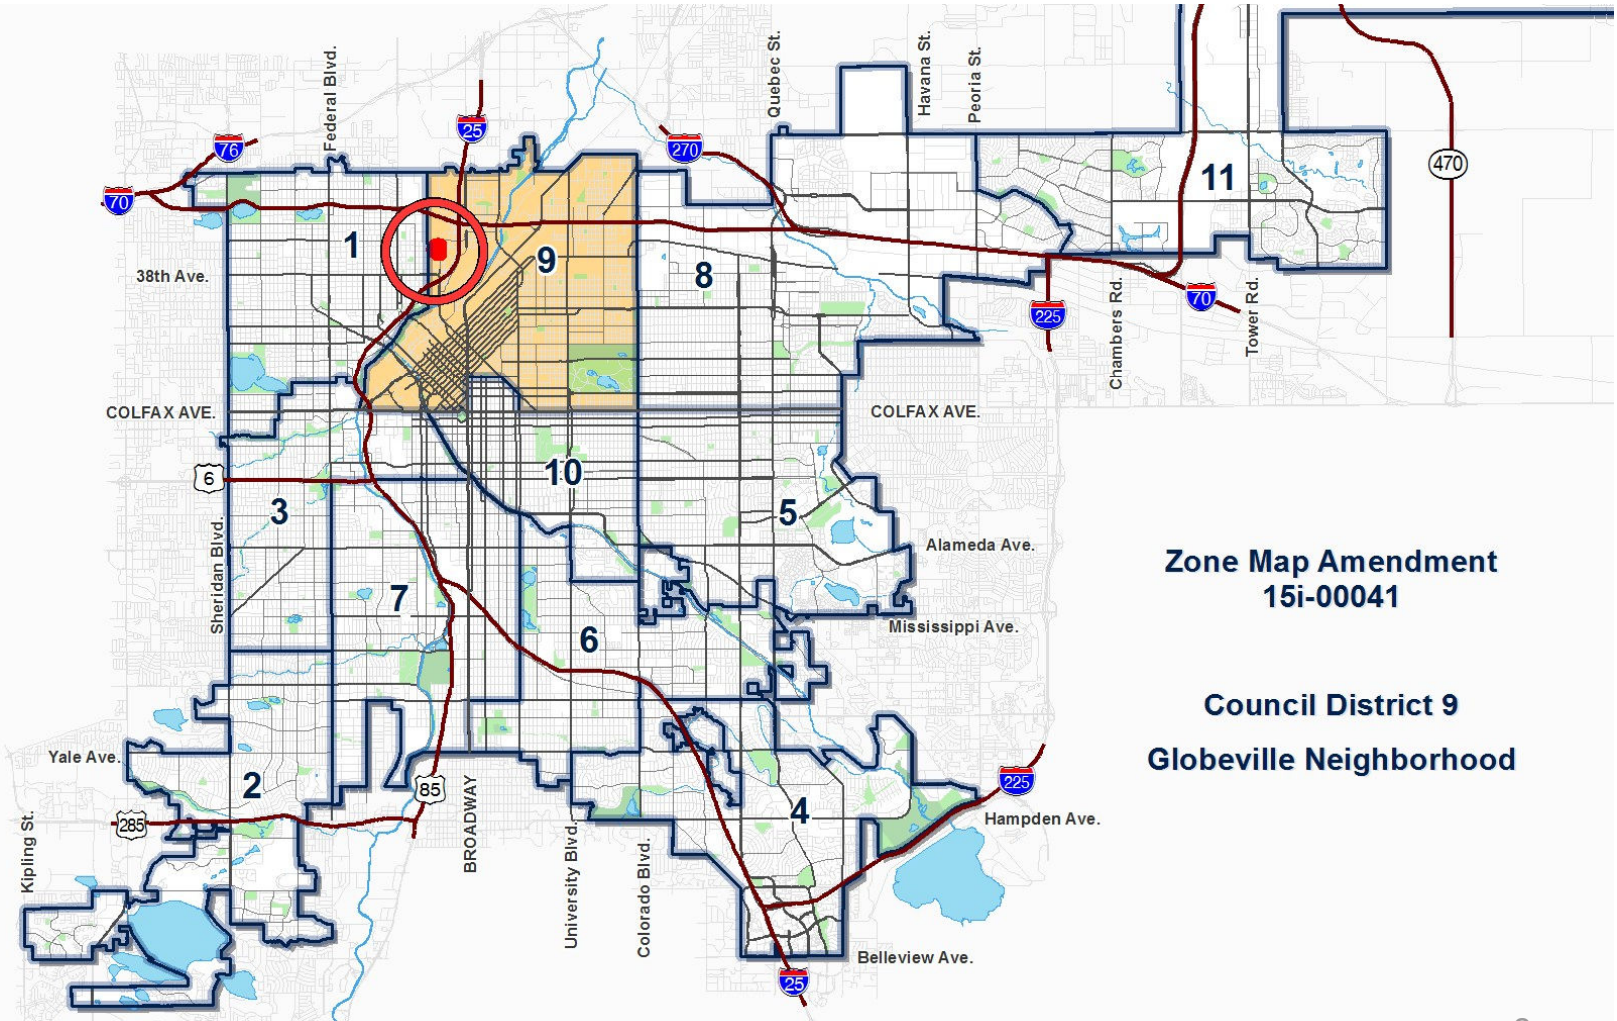 Federal Blvd.
Quebec St.
Havana St.
Peoria St.
25
76
270
70
470
11
1
9
8
38th Ave.
225
70
Chambers Rd.
Tower Rd.
COLFAX AVE.
COLFAX AVE.
6
10
3
5
Sheridan Blvd.
Alameda Ave.
Zone Map Amendment
15i-00041
7
6
Mississippi Ave.
Council District 9
Globeville Neighborhood
Yale Ave.
2
85
BROADWAY
225
4
285
Hampden Ave.
Kipling St.
University Blvd.
Colorado Blvd.
Belleview Ave.
25